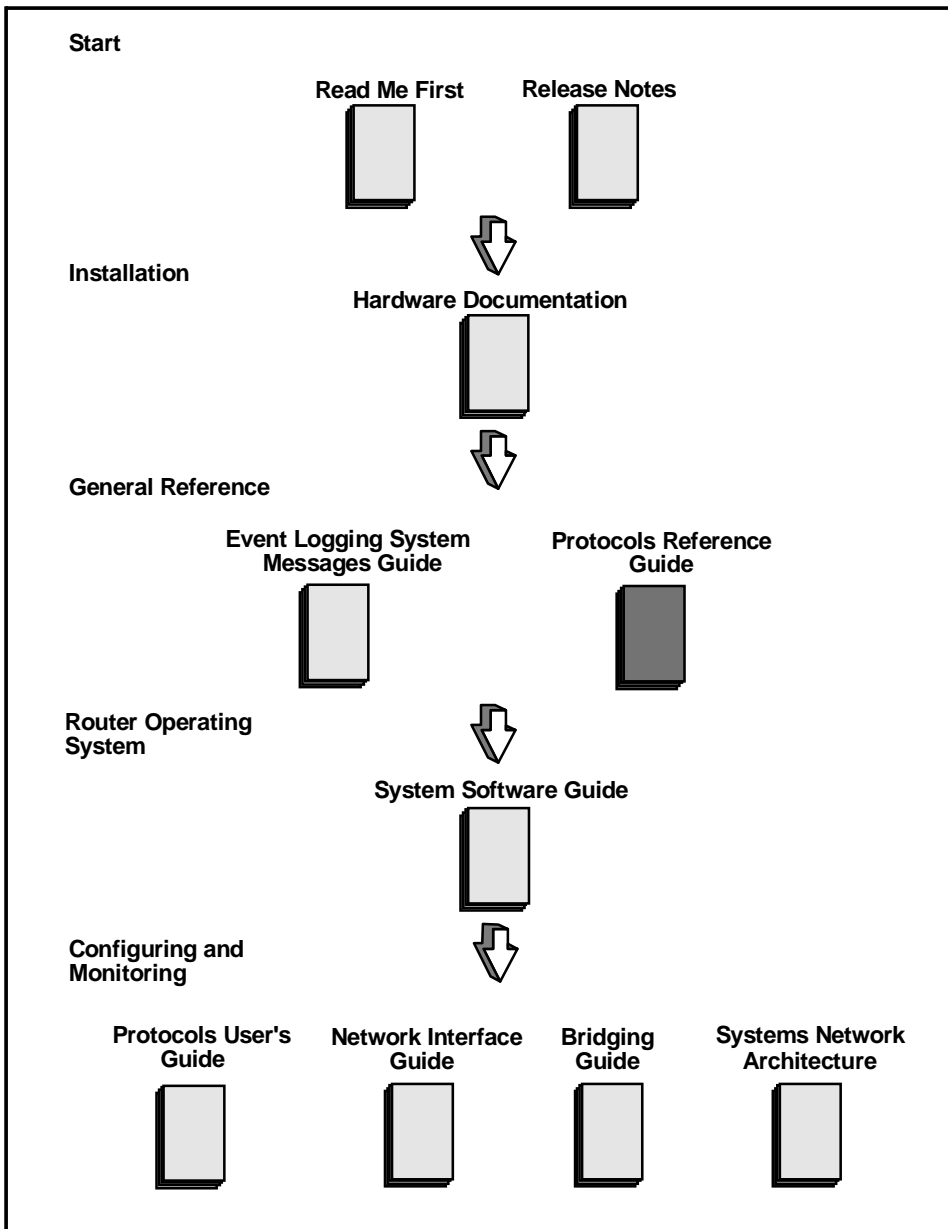 Start
Read Me First
Release Notes
Installation
Hardware Documentation
General Reference
Event Logging System
Messages Guide
Protocols Reference
Guide
Router Operating
System
System Software Guide
Configuring and
Monitoring
Protocols User's
Guide
Network Interface
Guide
Bridging
Guide
Systems Network
Architecture